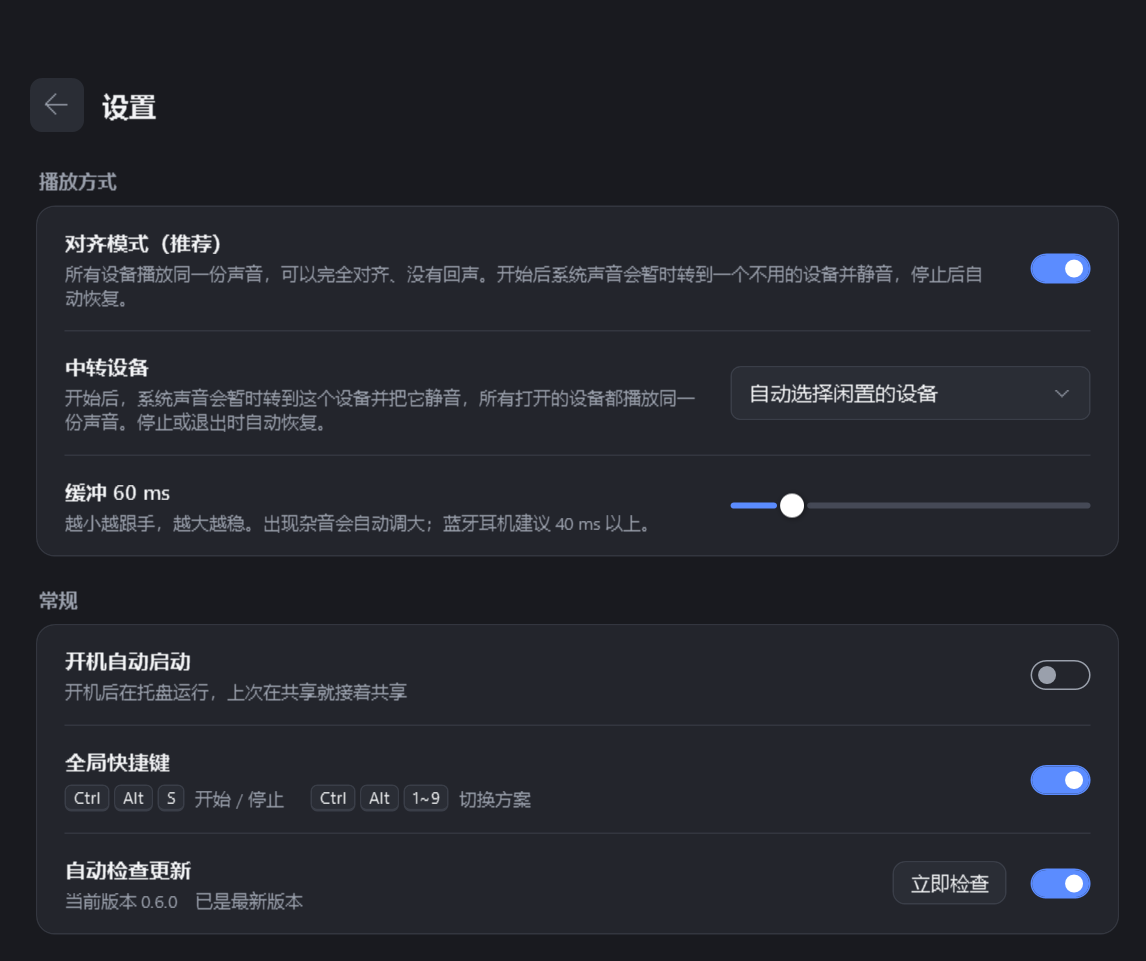 设置
播放方式
对齐模式（推荐）
所有设备播放同一份声音，可以完全对齐、没有回声。开始后系统声音会暂时转到一个不用的设备并静音，停止后自
动恢复。
中转设备
开始后，系统声音会暂时转到这个设备并把它静音，所有打开的设备都播放同一
份声音。停止或退出时自动恢复。
自动选择闲置的设备
缓冲 60 ms
越小越跟手，越大越稳。出现杂音会自动调大；蓝牙耳机建议 40 ms 以上。
常规
开机自动启动
开机后在托盘运行，上次在共享就接着共享
全局快捷键
Ctrl Alt S 开始 / 停止 Ctrl Alt 1~9 切换方案
自动检查更新
当前版本 0.6.0 已是最新版本
立即检查